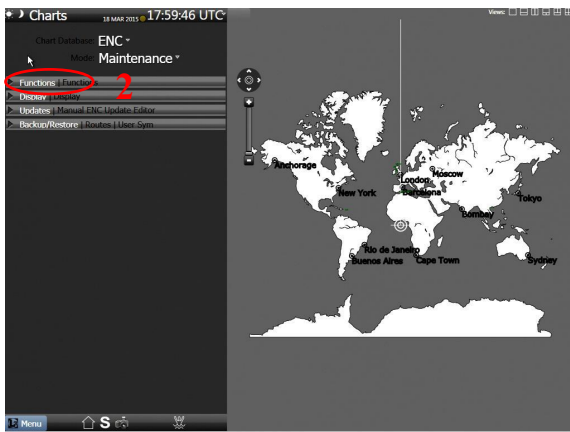 Charts 18 MAR 2015 17:59:46 UTC
Views:
Chart Database: ENC
Mode: Maintenance
Functions | Functions
2
Display | Display
Updates | Manual ENC Update Editor
Backup/Restore | Routes | User Sym
Anchorage
Moscow
London
New York
Barcelona
Tokyo
Bombay
Rio de Janeiro
Buenos Aires
Cape Town
Sydney
Menu
S